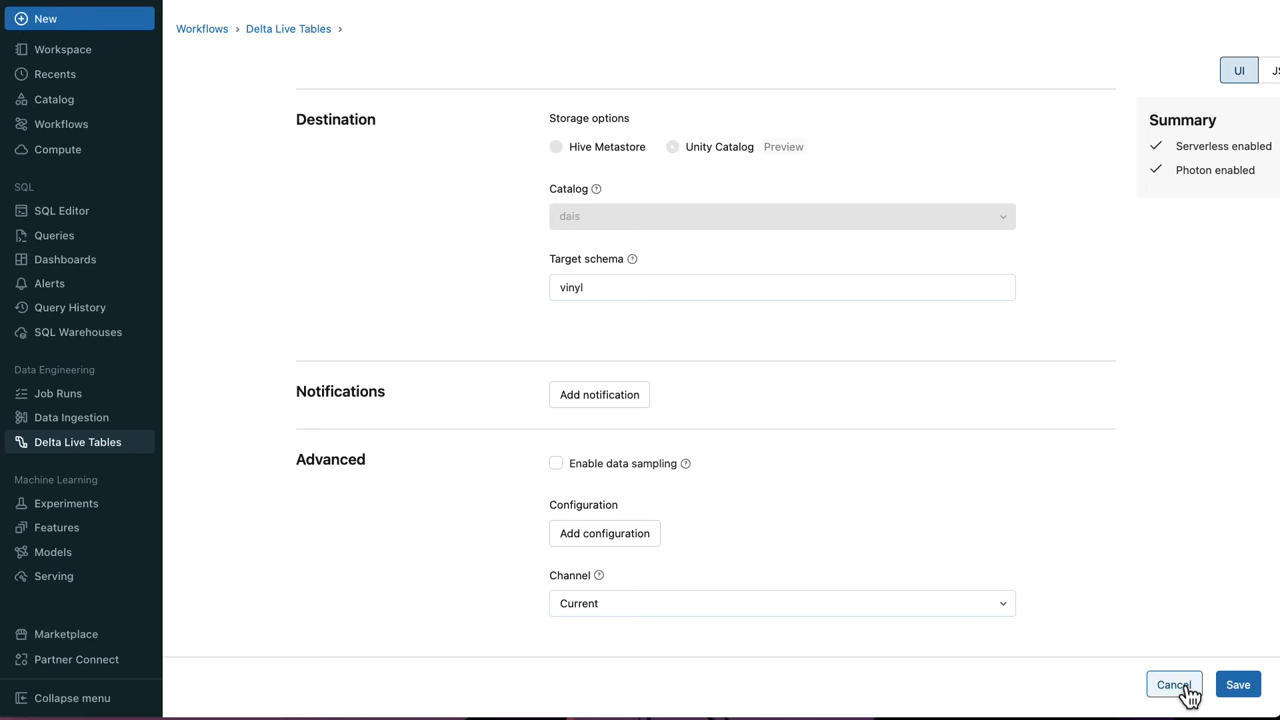 New
Workspace
Recents
Catalog
Workflows
Compute
SQL
SQL Editor
Queries
Dashboards
Alerts
Query History
SQL Warehouses
Data Engineering
Job Runs
Data Ingestion
Delta Live Tables
Machine Learning
Experiments
Features
Models
Serving
Marketplace
Partner Connect
Collapse menu
Workflows › Delta Live Tables ›
UI
Summary
Serverless enabled
Photon enabled
Destination
Storage options
Hive Metastore Unity Catalog Preview
Catalog
dais
Target schema
vinyl
Notifications
Add notification
Advanced
Enable data sampling
Configuration
Add configuration
Channel
Current
Cancel Save